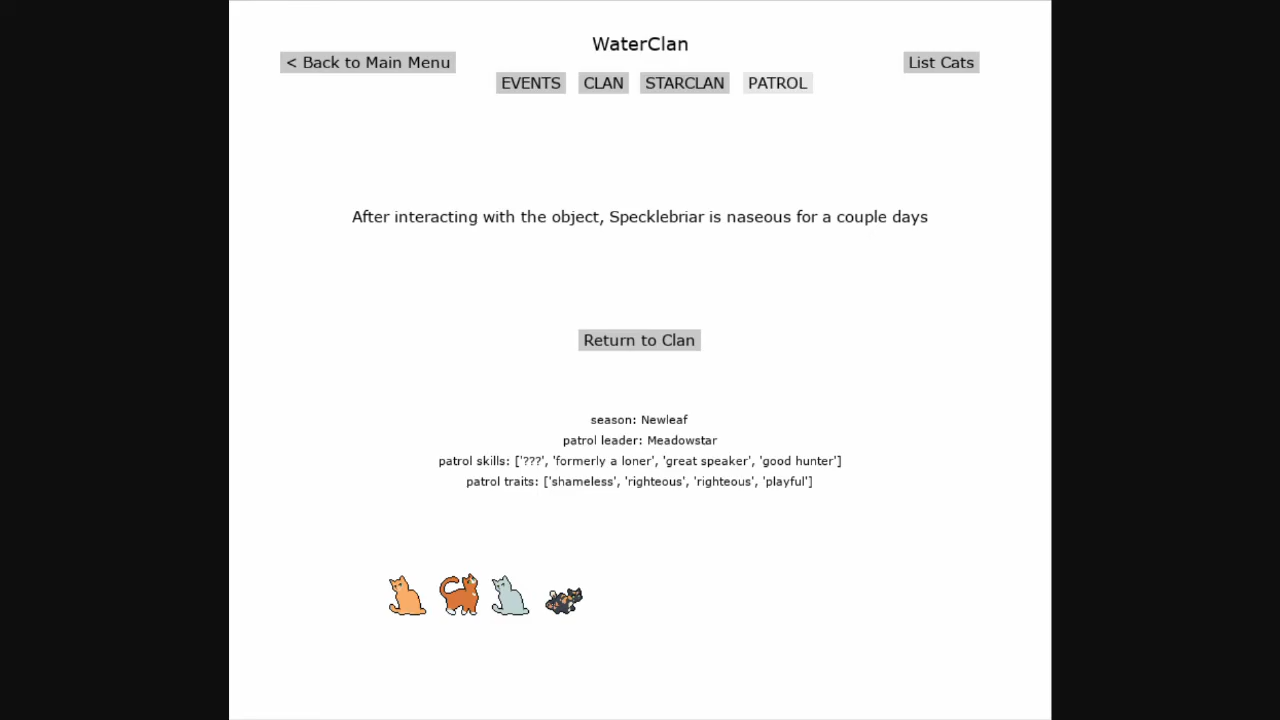 WaterClan
< Back to Main Menu
List Cats
EVENTS CLAN STARCLAN PATROL
After interacting with the object, Specklebriar is naseous for a couple days
Return to Clan
season: Newleaf
patrol leader: Meadowstar
patrol skills: ['???', 'formerly a loner', 'great speaker', 'good hunter']
patrol traits: ['shameless', 'righteous', 'righteous', 'playful']